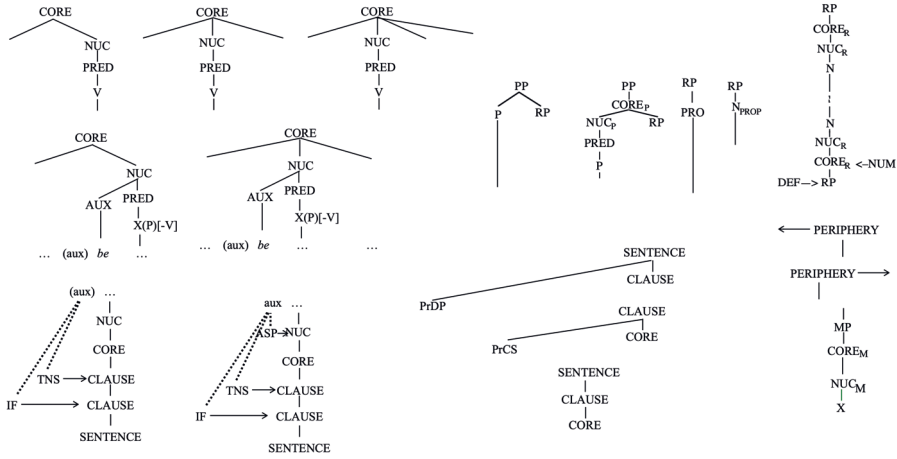 CORE
NUC
PRED
V
CORE
NUC
PRED
V
CORE
NUC
PRED
V
CORE
NUC
AUX PRED
X(P)[-V]
... (aux) be ...
CORE
NUC
AUX PRED
X(P)[-V]
... (aux) be ... ...
(aux) ...
NUC
CORE
TNS CLAUSE
IF CLAUSE
SENTENCE
aux ...
ASP NUC
CORE
TNS CLAUSE
IF CLAUSE
SENTENCE
PP
P RP
PP
COREP
NUCP RP
PRED
P
RP
PRO
RP
NPROP
SENTENCE
CLAUSE
PrDP
CLAUSE
CORE
PrCS
SENTENCE
CLAUSE
CORE
RP
CORER
NUCR
N
N
NUCR
CORER NUM
DEF RP
PERIPHERY
PERIPHERY
MP
COREM
NUCM
X